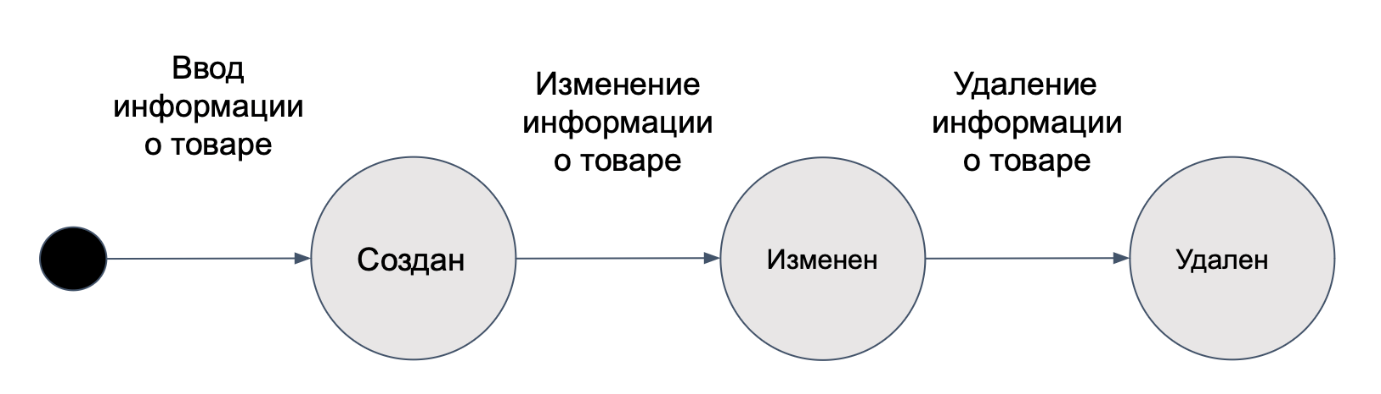 Ввод
информации
о товаре
Изменение
информации
о товаре
Удаление
информации
о товаре
Создан
Изменен
Удален